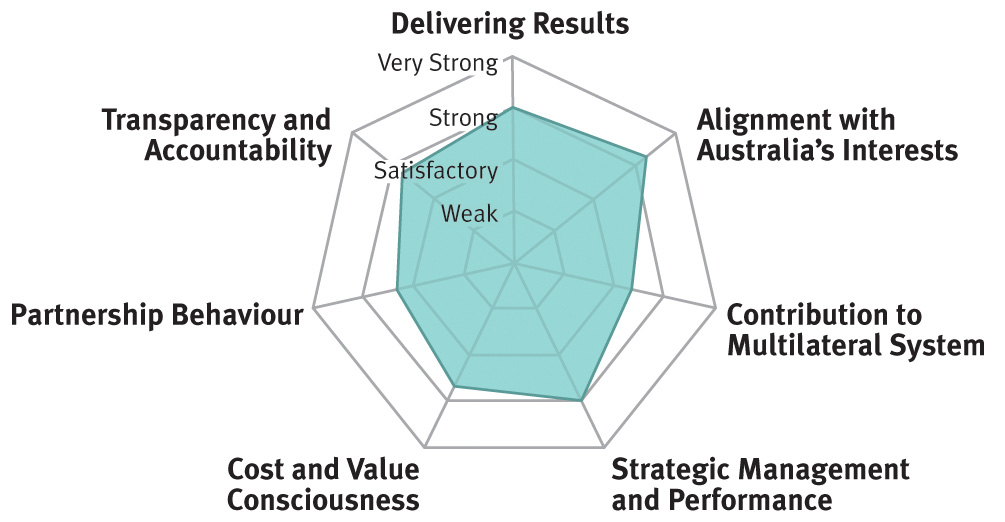 Delivering Results
Very Strong
Strong
Satisfactory
Weak
Transparency and
Accountability
Alignment with
Australia’s Interests
Partnership Behaviour
Contribution to
Multilateral System
Cost and Value
Consciousness
Strategic Management
and Performance